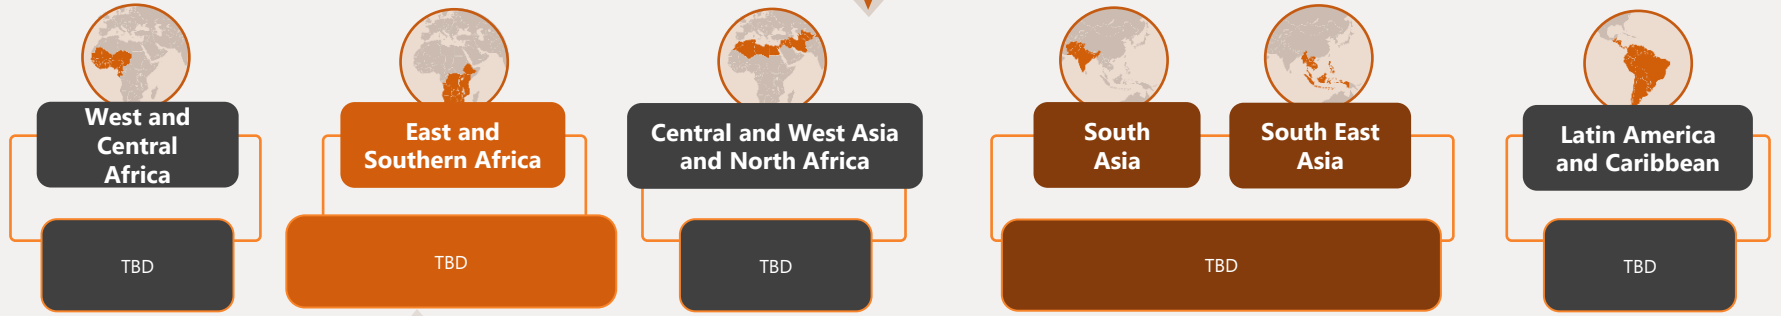 West and
Central
Africa
East and
Southern Africa
Central and West Asia
and North Africa
South
Asia
South East
Asia
Latin America
and Caribbean
TBD
TBD
TBD
TBD
TBD